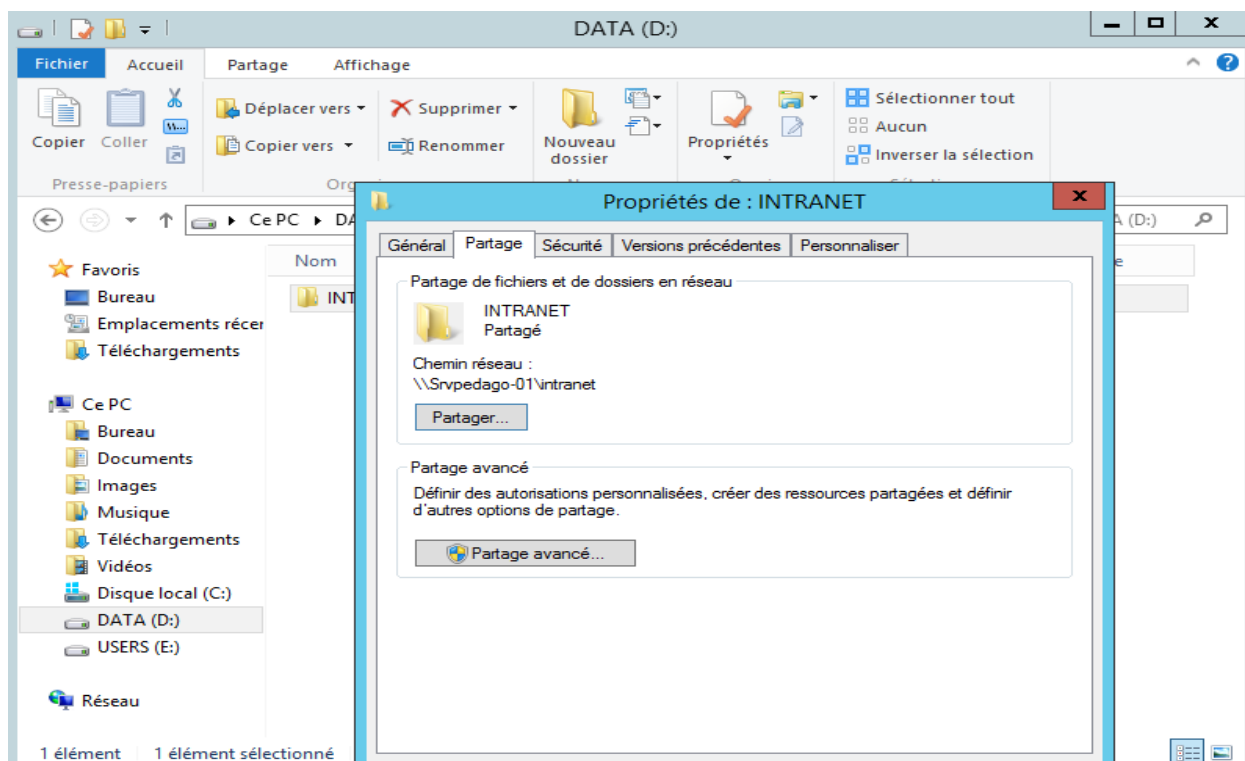 DATA (D:)
Fichier Accueil Partage Affichage
Copier Coller
Déplacer vers
Copier vers
Supprimer
Renommer
Nouveau
dossier
Propriétés
Sélectionner tout
Aucun
Inverser la sélection
Presse-papiers
Ce PC
(D:)
Favoris
Bureau
Emplacements récer
Téléchargements
Ce PC
Bureau
Documents
Images
Musique
Téléchargements
Vidéos
Disque local (C:)
DATA (D:)
USERS (E:)
Réseau
1 élément 1 élément sélectionné
Nom
INT
Propriétés de : INTRANET
Général Partage Sécurité Versions précédentes Personnaliser
Partage de fichiers et de dossiers en réseau
INTRANET
Partagé
Chemin réseau :
\\Srvpedago-01\intranet
Partager...
Partage avancé
Définir des autorisations personnalisées, créer des ressources partagées et définir
d'autres options de partage.
Partage avancé...